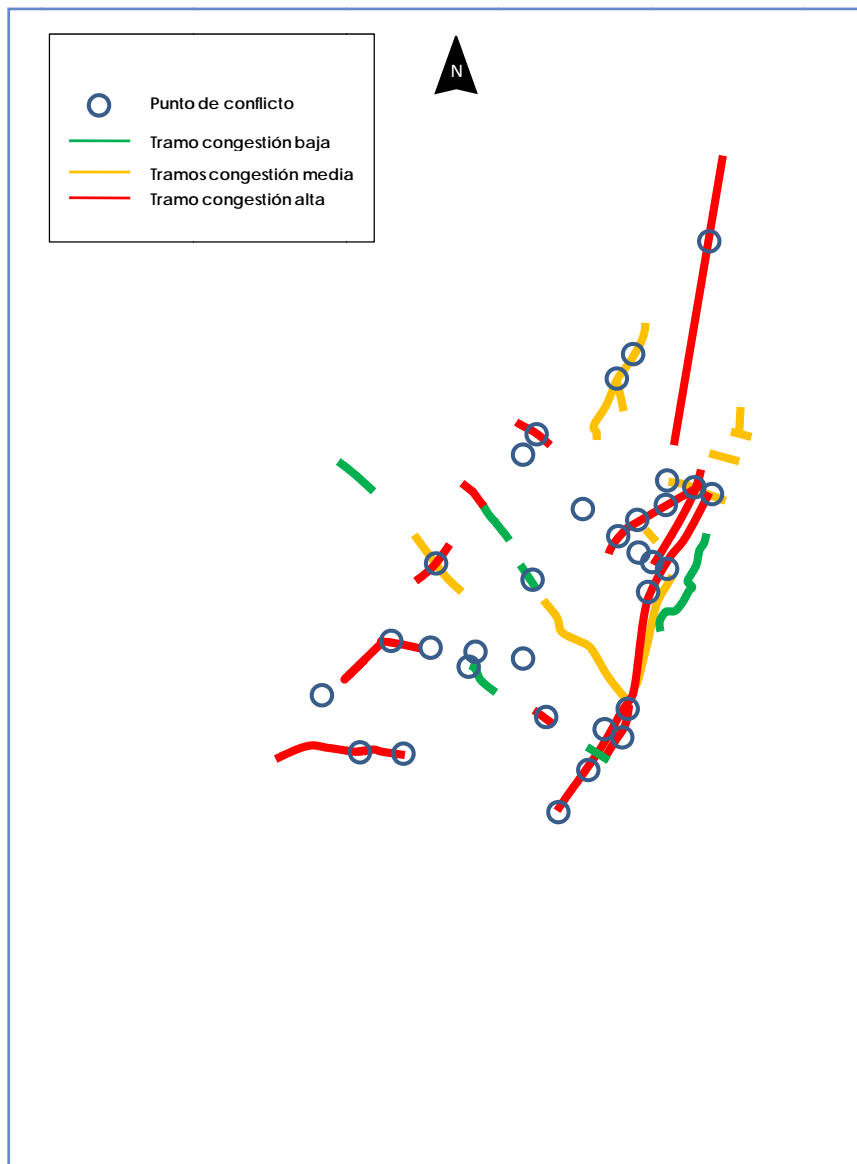 N
Punto de conflicto
Tramo congestión baja
Tramos congestión media
Tramo congestión alta